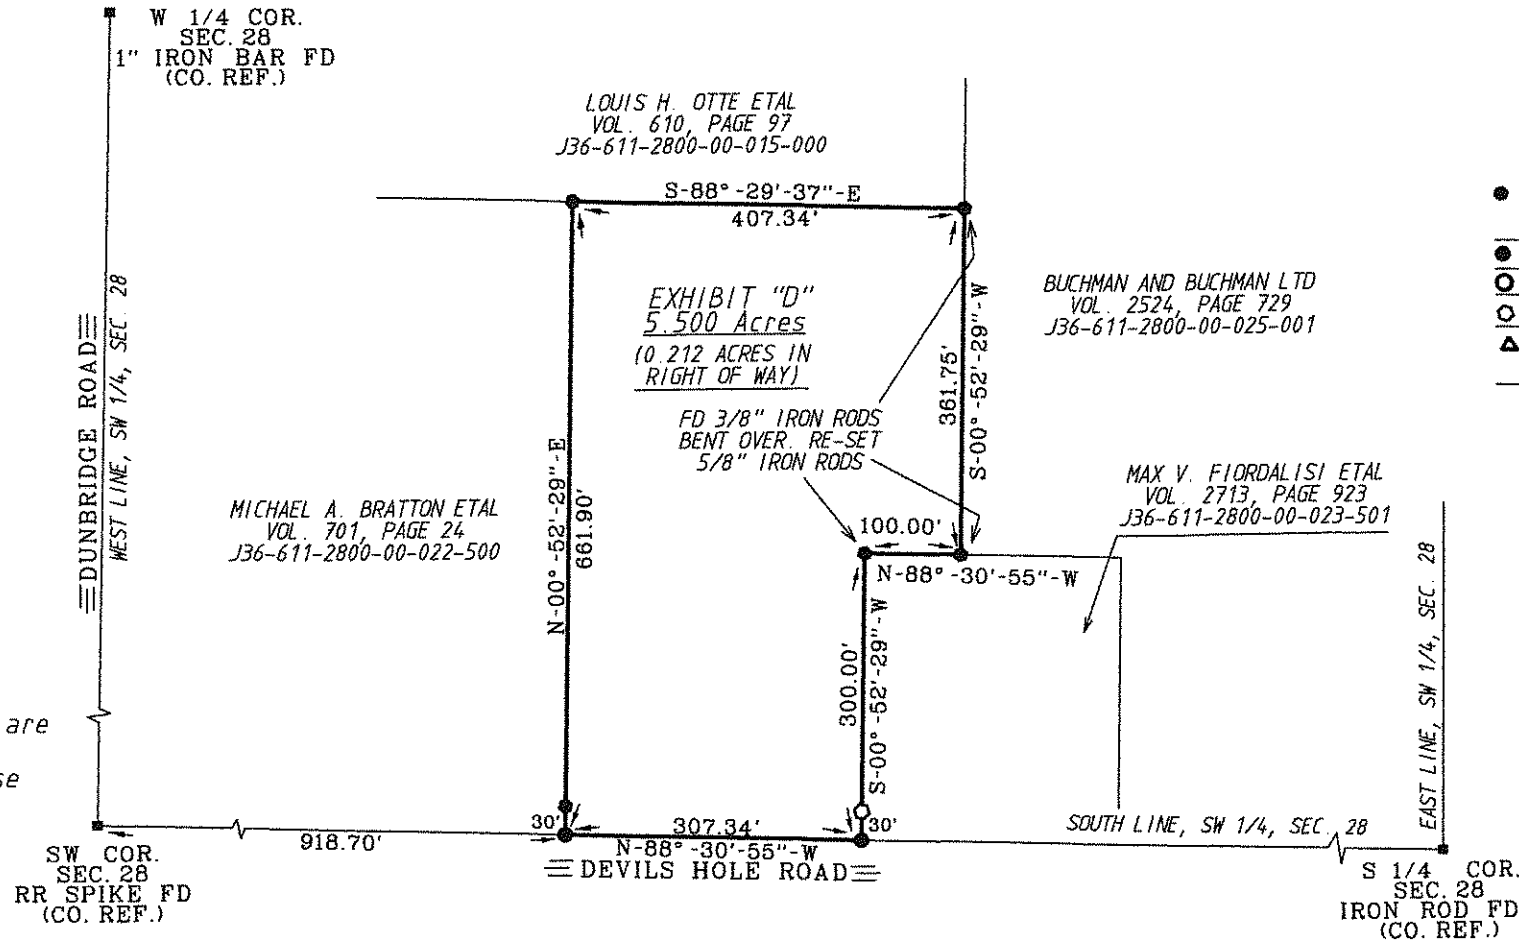 W 1/4 COR.
SEC. 28
1" IRON BAR FD
(CO. REF.)
LOUIS H. OTTE ETAL
VOL. 610, PAGE 97
J36-611-2800-00-015-000
S-88°-29'-37"-E
407.34'
EXHIBIT "D"
5.500 Acres
(0.212 ACRES IN
RIGHT OF WAY)
FD 3/8" IRON RODS
BENT OVER. RE-SET
5/8" IRON RODS
361.75'
S-00°-52'-29"-W
BUCHMAN AND BUCHMAN LTD
VOL. 2524, PAGE 729
J36-611-2800-00-025-001
DUNBRIDGE ROAD
WEST LINE, SW 1/4, SEC. 28
MICHAEL A. BRATTON ETAL
VOL. 701, PAGE 24
J36-611-2800-00-022-500
N-00°-52'-29"-E
661.90'
100.00'
N-88°-30'-55"-W
MAX V. FIORDALISI ETAL
VOL. 2713, PAGE 923
J36-611-2800-00-023-501
300.00'
S-00°-52'-29"-W
EAST LINE, SW 1/4, SEC. 28
are
se
30'
307.34'
30'
N-88°-30'-55"-W
918.70'
DEVILS HOLE ROAD
SOUTH LINE, SW 1/4, SEC. 28
SW COR.
SEC. 28
RR SPIKE FD
(CO. REF.)
S 1/4 COR.
SEC. 28
IRON ROD FD
(CO. REF.)